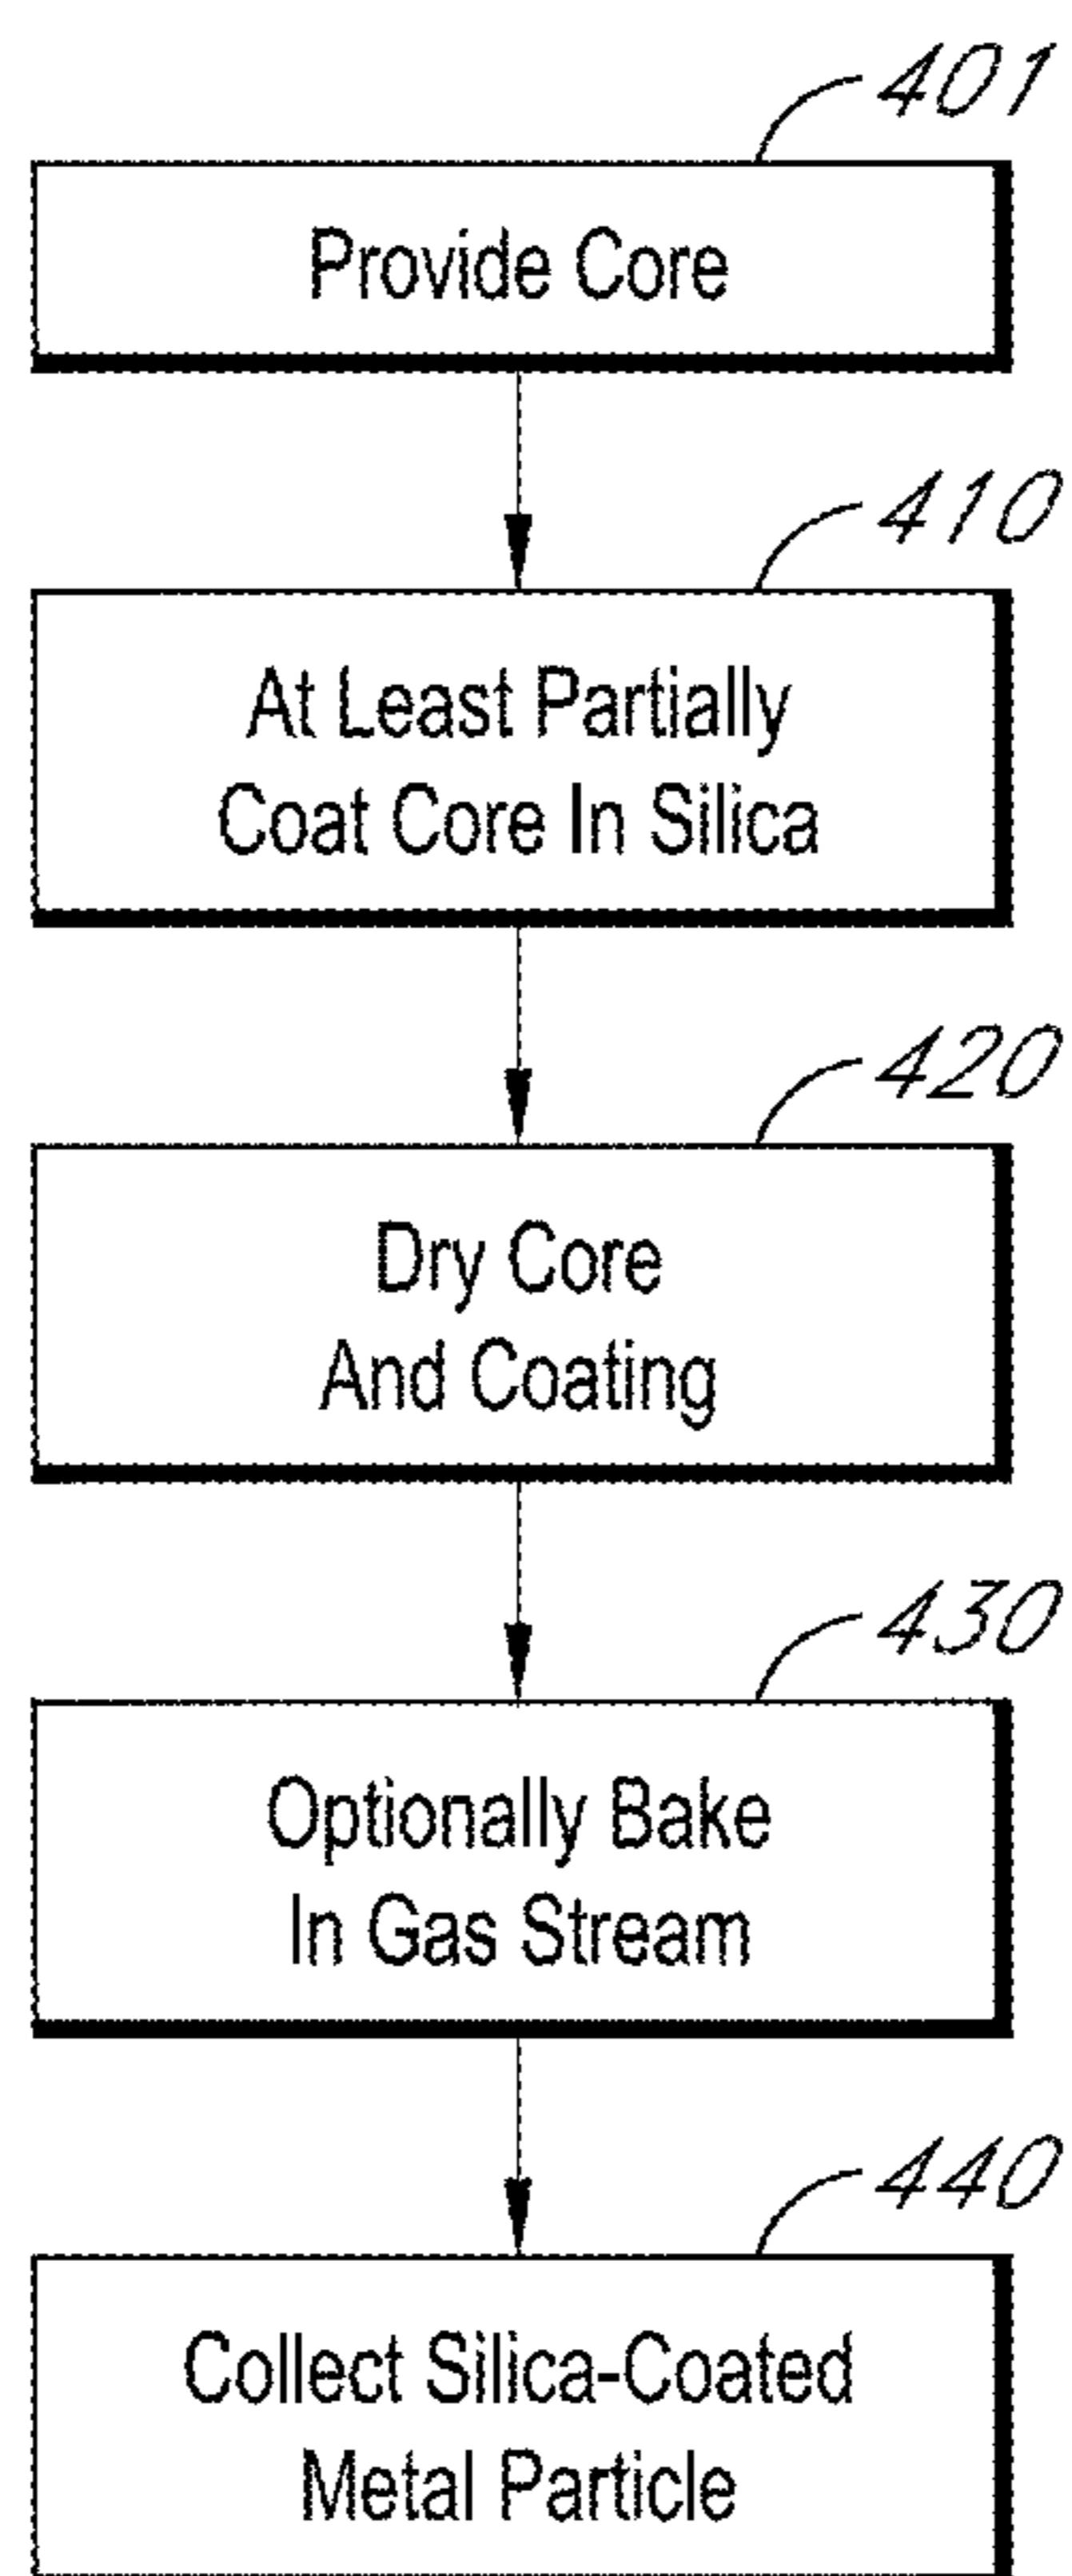 401
Provide Core
410
At Least Partially
Coat Core In Silica
420
Dry Core
And Coating
430
Optionally Bake
In Gas Stream
440
Collect Silica-Coated
Metal Particle